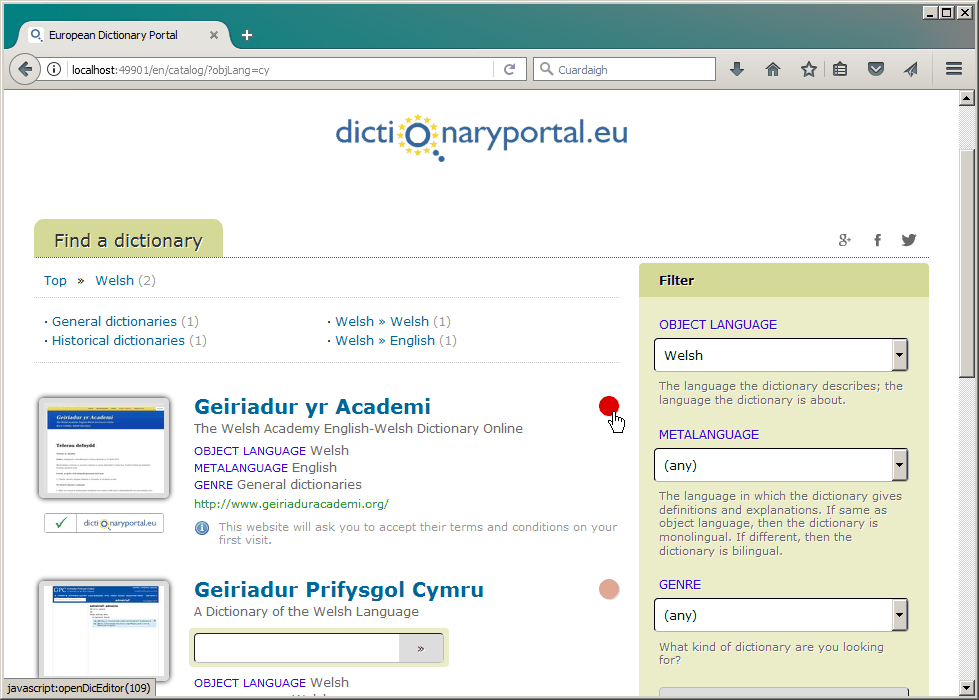 European Dictionary Portal
localhost:49901/en/catalog/?objLang=cy
Cuardaigh
dictionaryportal.eu
Find a dictionary
Top » Welsh (2)
· General dictionaries (1)
· Historical dictionaries (1)
· Welsh » Welsh (1)
· Welsh » English (1)
Geiriadur yr Academi
The Welsh Academy English-Welsh Dictionary Online
OBJECT LANGUAGE Welsh
METALANGUAGE English
GENRE General dictionaries
http://www.geiriaduracademi.org/
This website will ask you to accept their terms and conditions on your
first visit.
Geiriadur yr Academi
Telerau defnydd
dictionaryportal.eu
Geiriadur Prifysgol Cymru
A Dictionary of the Welsh Language
»
OBJECT LANGUAGE Welsh
GPC
Filter
OBJECT LANGUAGE
Welsh
The language the dictionary describes; the
language the dictionary is about.
METALANGUAGE
(any)
The language in which the dictionary gives
definitions and explanations. If same as
object language, then the dictionary is
monolingual. If different, then the
dictionary is bilingual.
GENRE
(any)
What kind of dictionary are you looking
for?
javascript:openDicEditor(109)